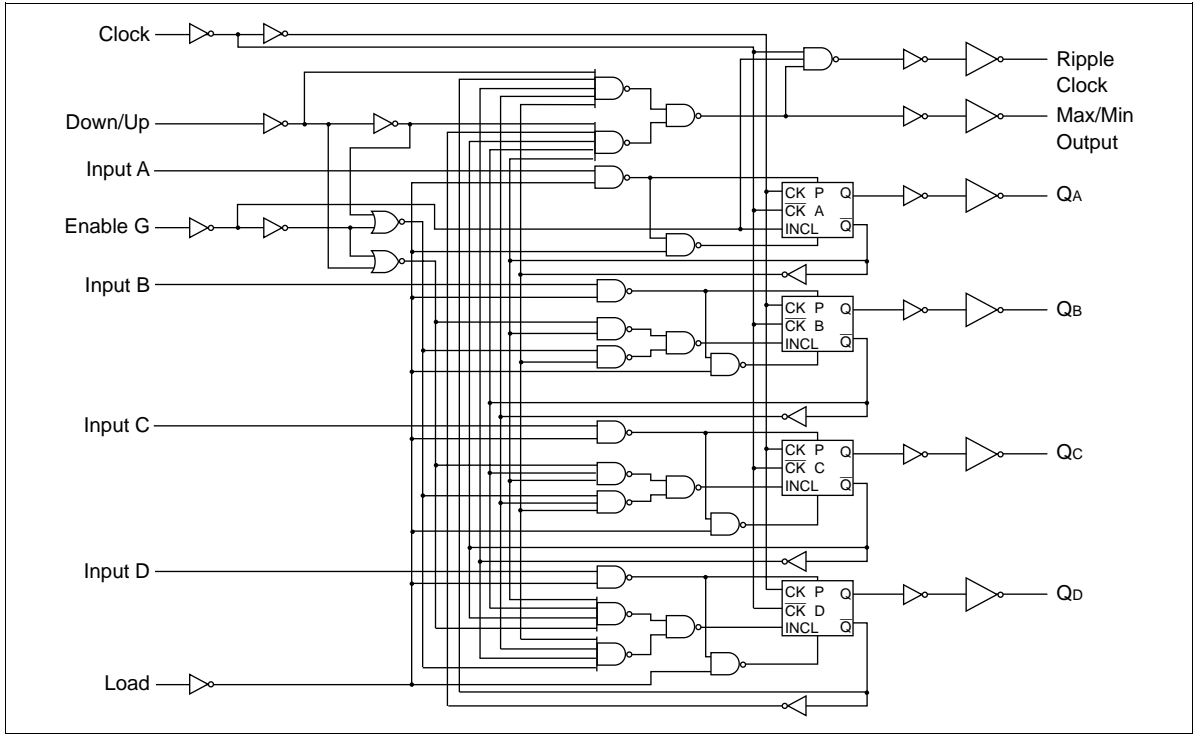 Clock
Ripple
Clock
Down/Up
Max/Min
Output
Input A
CK P Q
QA
CK A
Enable G
INCL Q
Input B
CK P Q
QB
CK B
INCL Q
Input C
CK P Q
QC
CK C
INCL Q
Input D
CK P Q
QD
CK D
INCL Q
Load